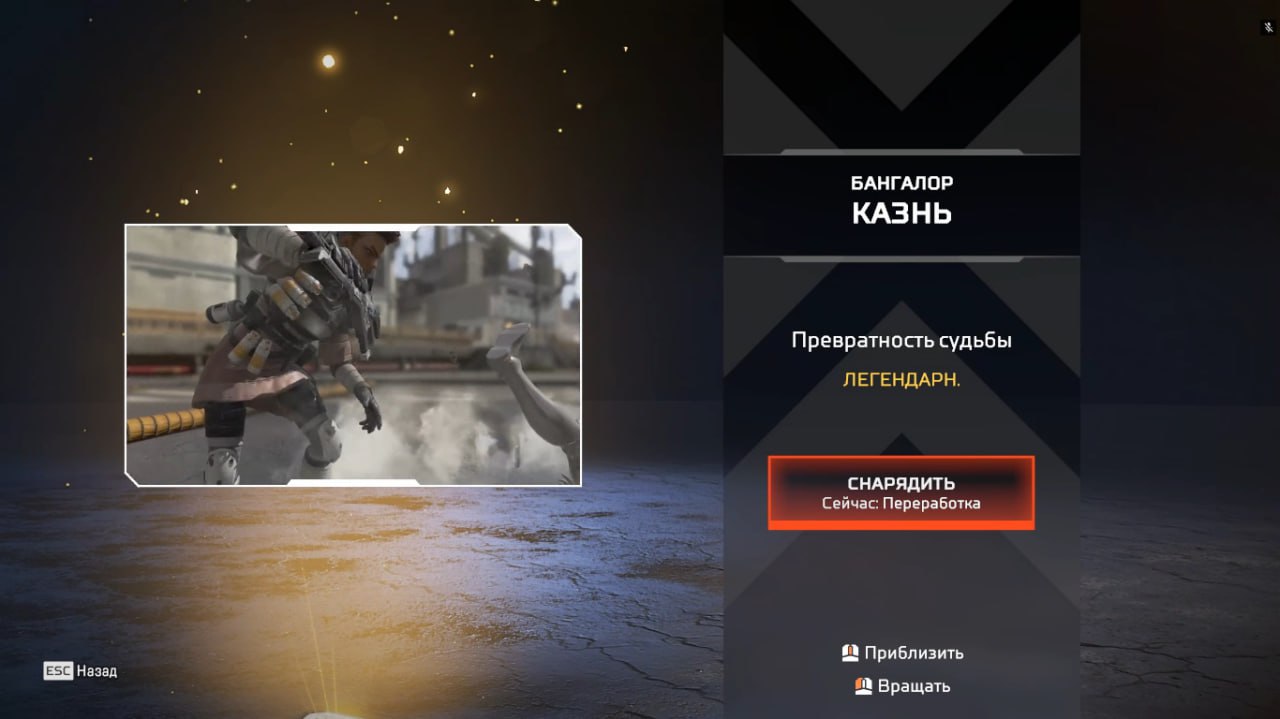 БАНГАЛОР
КАЗНЬ
Превратность судьбы
ЛЕГЕНДАРН.
СНАРЯДИТЬ
Сейчас: Переработка
Приблизить
Вращать
ESC Назад